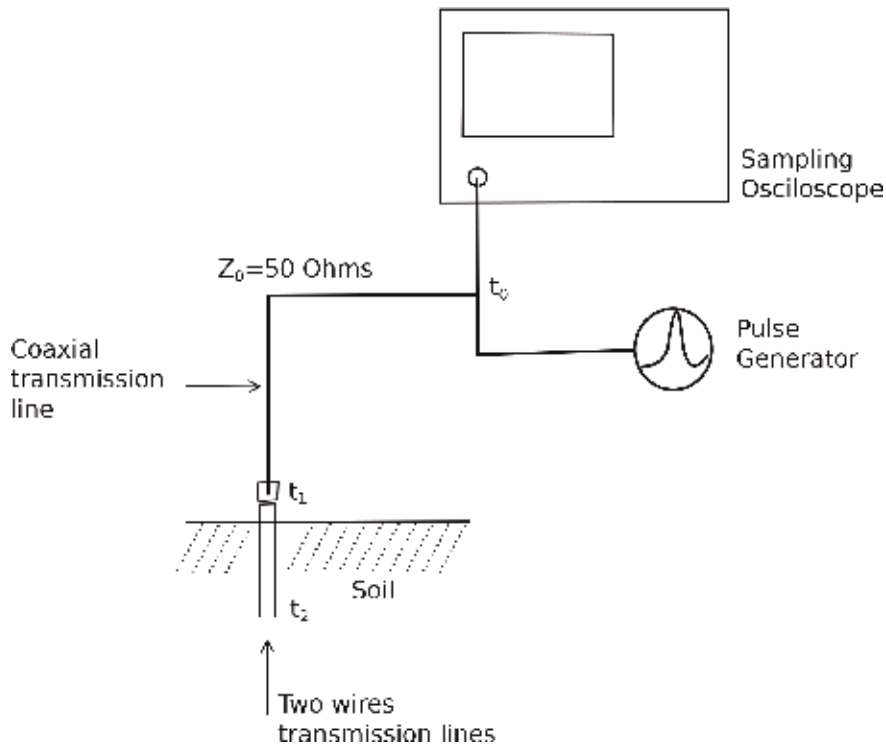 Sampling
Osciloscope
Z₀=50 Ohms
t₀
Pulse
Generator
Coaxial
transmission
line
t₁
Soil
t₂
Two wires
transmission lines